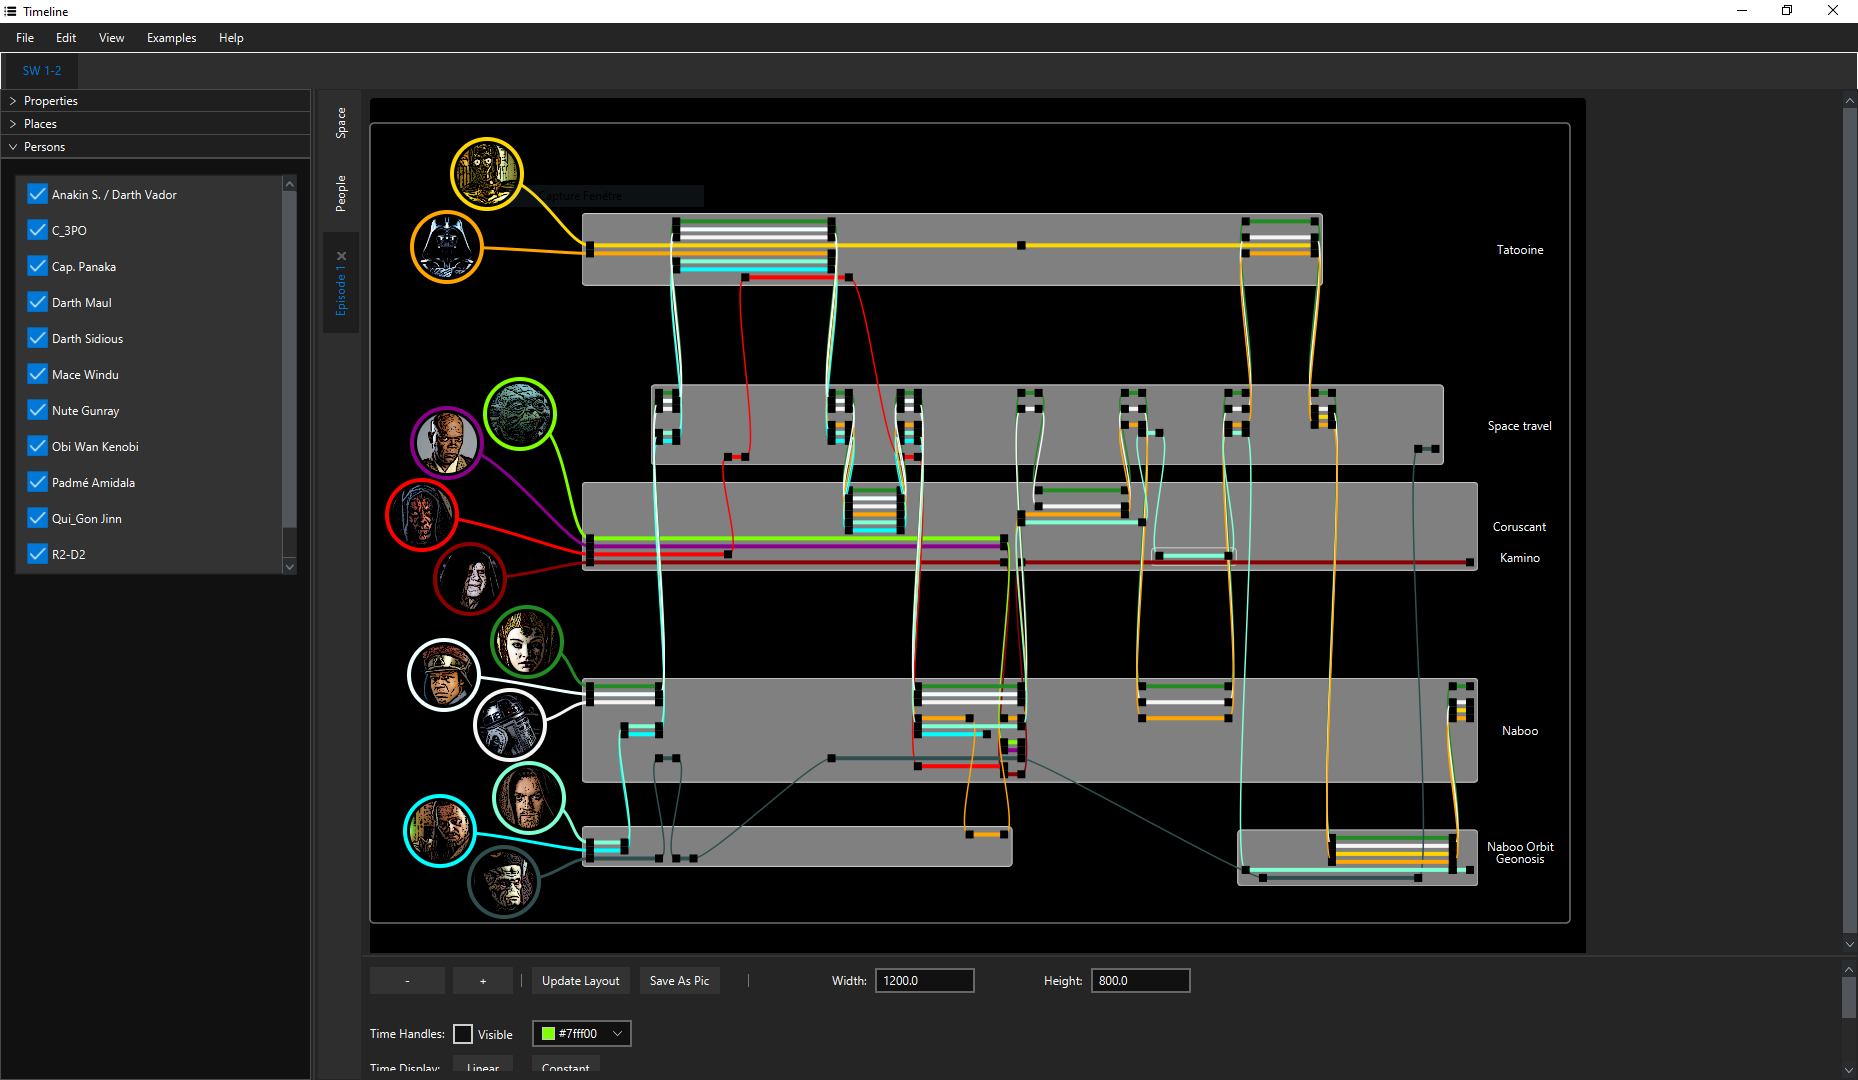 Timeline
File Edit View Examples Help
SW 1-2
Properties
Places
Persons
Anakin S. / Darth Vador
C_3PO
Cap. Panaka
Darth Maul
Darth Sidious
Mace Windu
Nute Gunray
Obi Wan Kenobi
Padmé Amidala
Qui_Gon Jinn
R2-D2
Space
People
Episode 1
Capture Fenêtre
Tatooine
Space travel
Coruscant
Kamino
Naboo
Naboo Orbit
Geonosis
- + Update Layout Save As Pic Width: 1200.0 Height: 800.0
Time Handles: Visible #7fff00
Time Display: Linear Constant